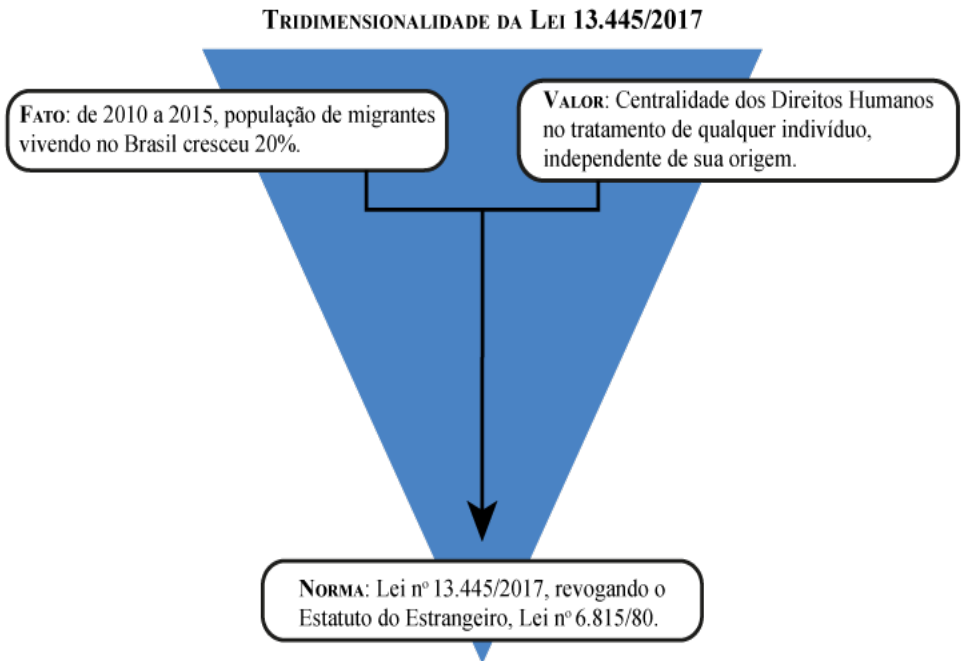 TRIDIMENSIONALIDADE DA LEI 13.445/2017
FATO: de 2010 a 2015, população de migrantes
vivendo no Brasil cresceu 20%.
VALOR: Centralidade dos Direitos Humanos
no tratamento de qualquer indivíduo,
independente de sua origem.
NORMA: Lei nº 13.445/2017, revogando o
Estatuto do Estrangeiro, Lei nº 6.815/80.